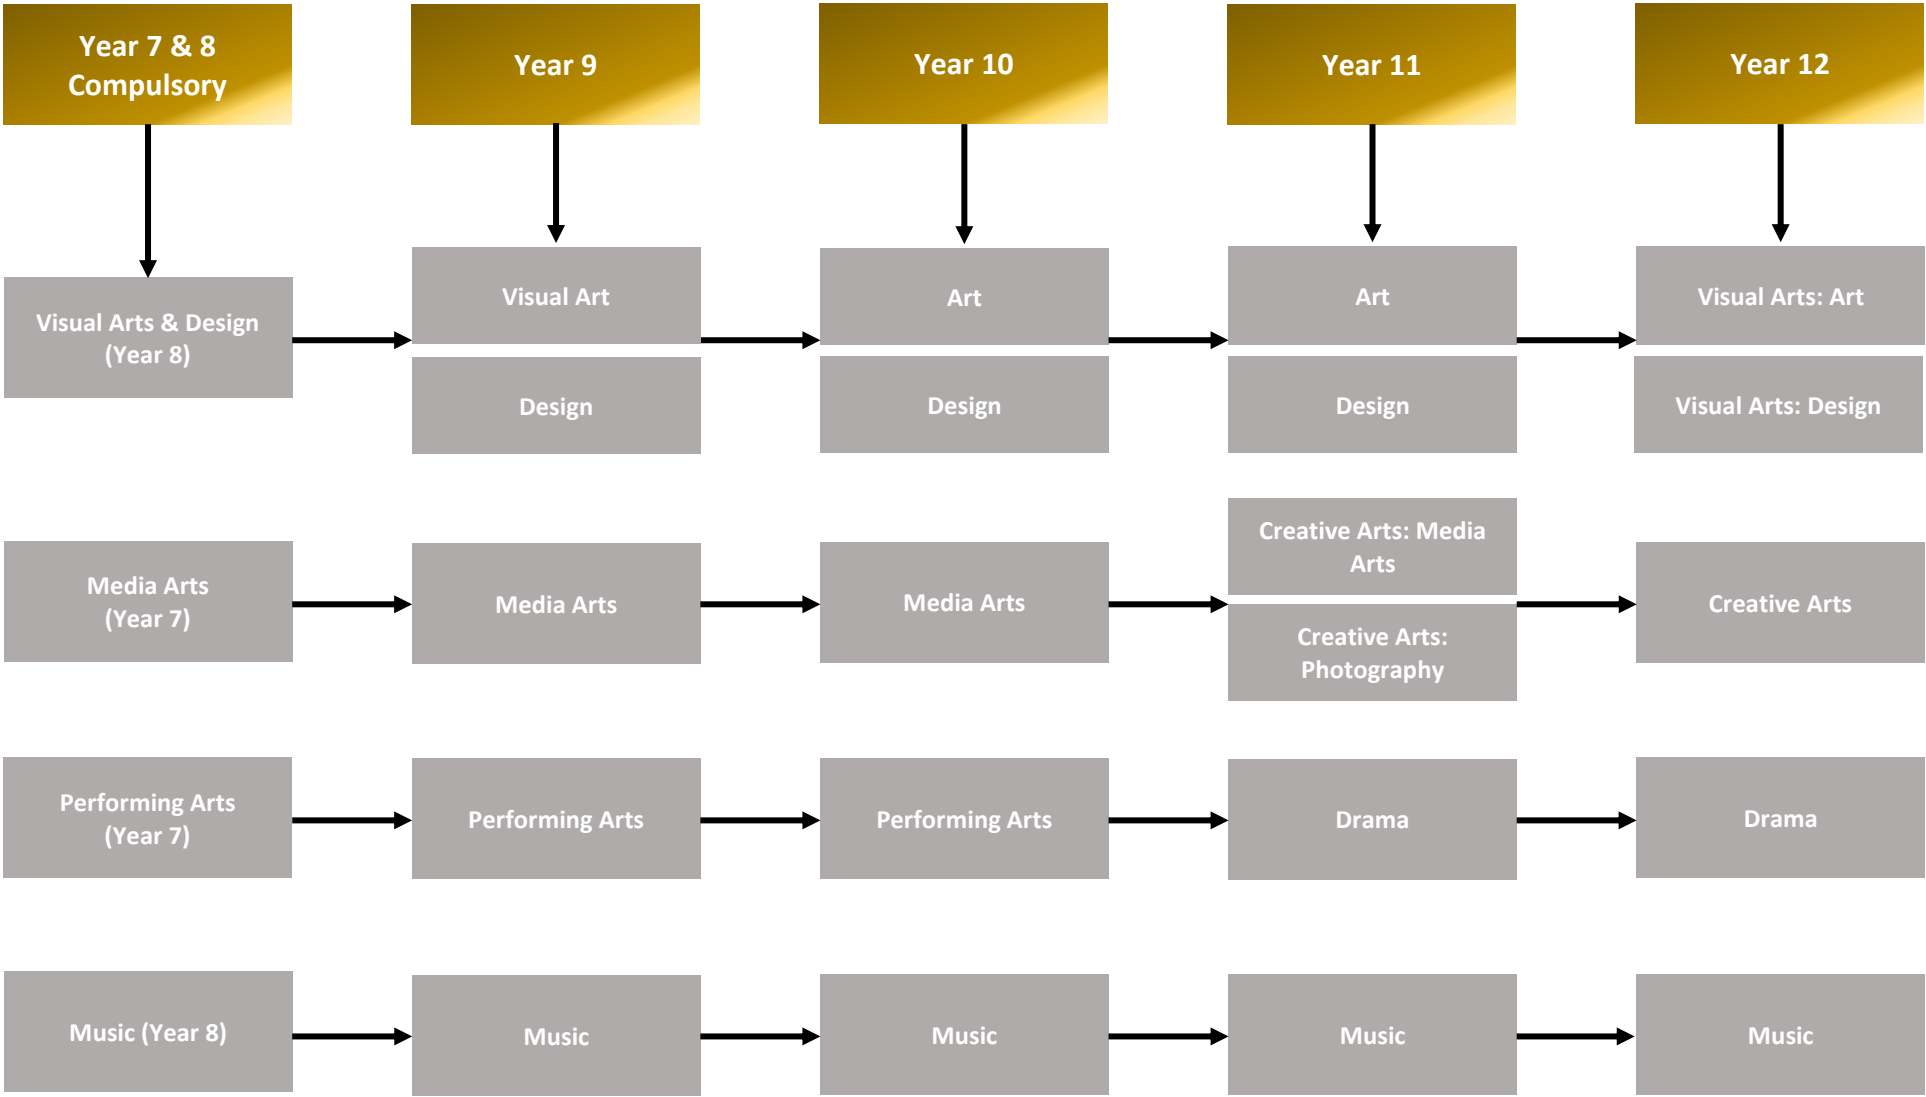 Year 7 & 8
Compulsory
Year 9
Year 10
Year 11
Year 12
Visual Arts & Design
(Year 8)
Visual Art
Design
Art
Design
Art
Design
Visual Arts: Art
Visual Arts: Design
Media Arts
(Year 7)
Media Arts
Media Arts
Creative Arts: Media
Arts
Creative Arts:
Photography
Creative Arts
Performing Arts
(Year 7)
Performing Arts
Performing Arts
Drama
Drama
Music (Year 8)
Music
Music
Music
Music